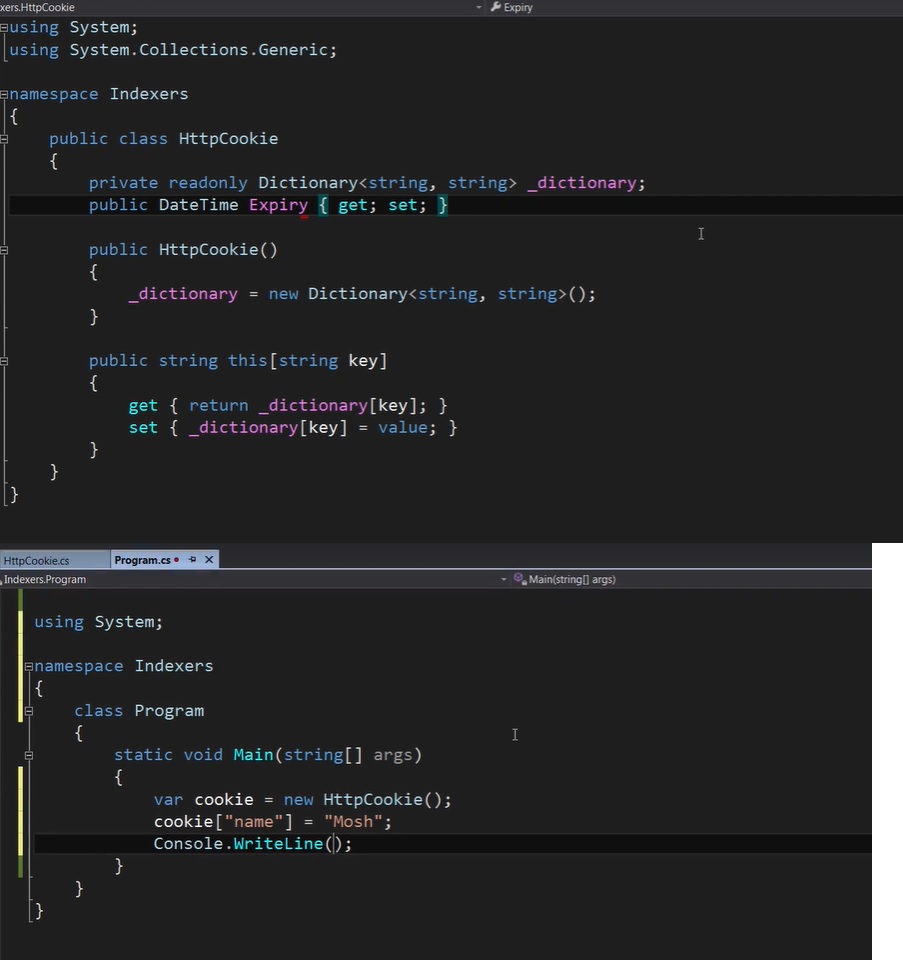 xers.HttpCookie Expiry
using System;
using System.Collections.Generic;
namespace Indexers
{
public class HttpCookie
{
private readonly Dictionary<string, string> _dictionary;
public DateTime Expiry { get; set; }
public HttpCookie()
{
_dictionary = new Dictionary<string, string>();
}
public string this[string key]
{
get { return _dictionary[key]; }
set { _dictionary[key] = value; }
}
}
}
HttpCookie.cs Program.cs
Indexers.Program Main(string[] args)
using System;
namespace Indexers
{
class Program
{
static void Main(string[] args)
{
var cookie = new HttpCookie();
cookie["name"] = "Mosh";
Console.WriteLine();
}
}
}